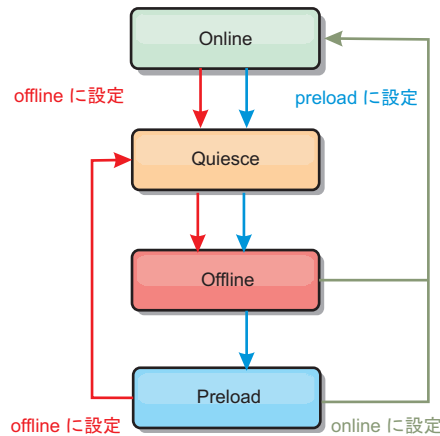 Online
offline に設定
preload に設定
Quiesce
Offline
Preload
offline に設定
online に設定